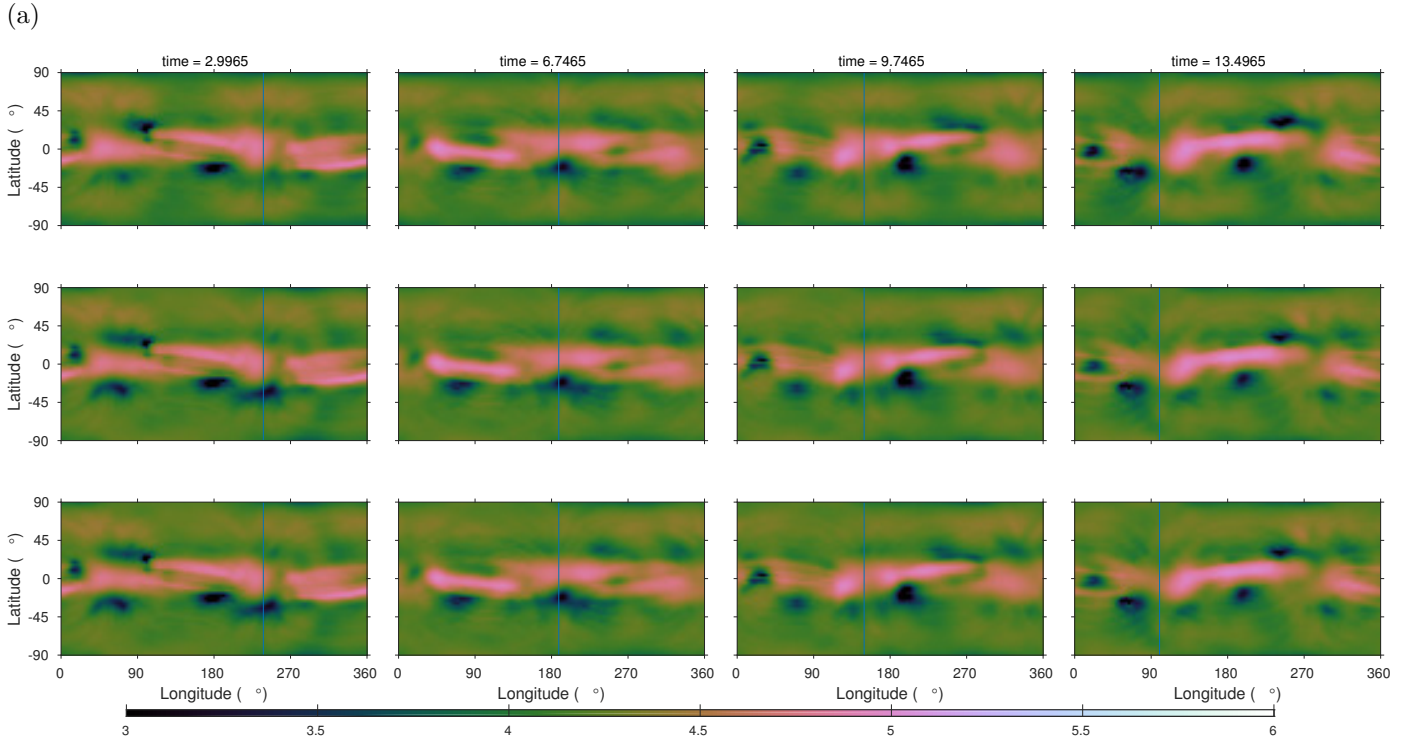 (a)
time = 2.9965 time = 6.7465 time = 9.7465 time = 13.4965
90
45
0
-45
-90
Latitude ( °)
90
45
0
-45
-90
Latitude ( °)
90
45
0
-45
-90
Latitude ( °)
0 90 180 270 360 0 90 180 270 360 0 90 180 270 360 0 90 180 270 360
Longitude ( °) Longitude ( °) Longitude ( °) Longitude ( °)
3 3.5 4 4.5 5 5.5 6